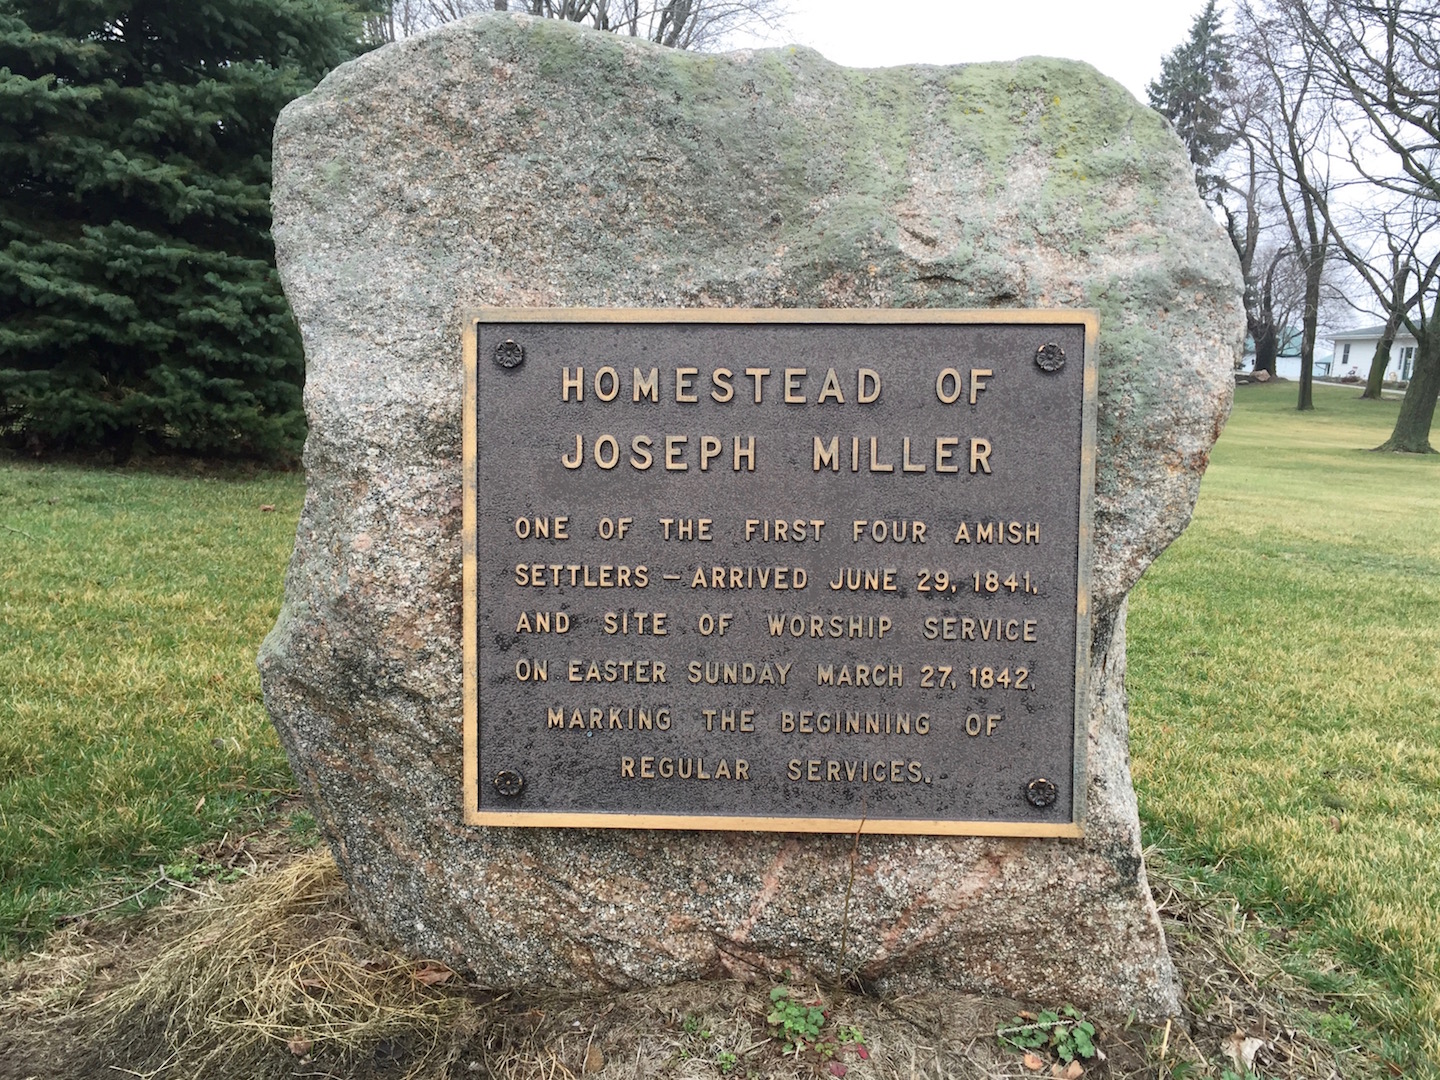 HOMESTEAD OF
JOSEPH MILLER
ONE OF THE FIRST FOUR AMISH
SETTLERS — ARRIVED JUNE 29, 1841,
AND SITE OF WORSHIP SERVICE
ON EASTER SUNDAY MARCH 27, 1842,
MARKING THE BEGINNING OF
REGULAR SERVICES.